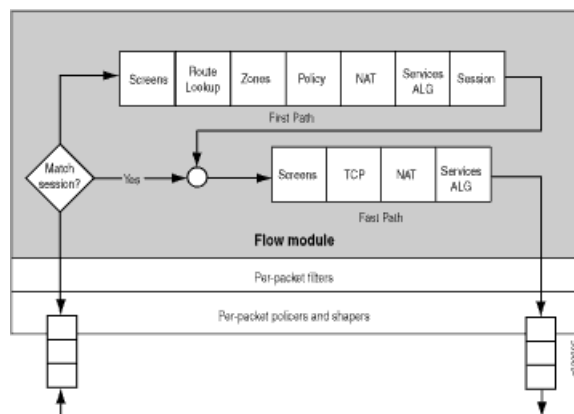 Screens
Route
Lookup
Zones
Policy
NAT
Services
ALG
Session
First Path
Match
session?
Yes
Screens
TCP
NAT
Services
ALG
Fast Path
Flow module
Per-packet filters
Per-packet policers and shapers